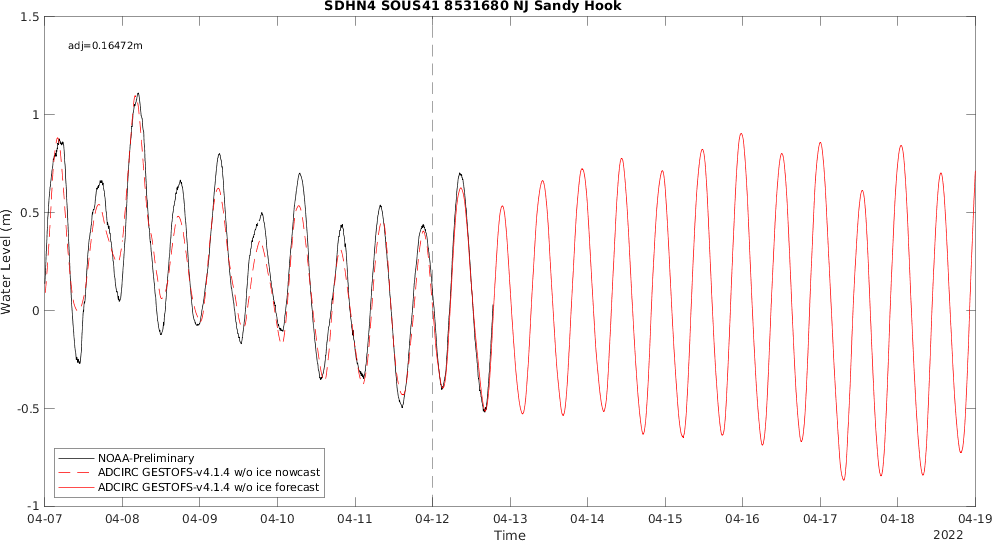 SDHN4 SOUS41 8531680 NJ Sandy Hook
adj=0.16472m
1.5
1
0.5
0
-0.5
-1
Water Level (m)
NOAA-Preliminary
ADCIRC GESTOFS-v4.1.4 w/o ice nowcast
ADCIRC GESTOFS-v4.1.4 w/o ice forecast
04-07 04-08 04-09 04-10 04-11 04-12 04-13 04-14 04-15 04-16 04-17 04-18 04-19
Time
2022